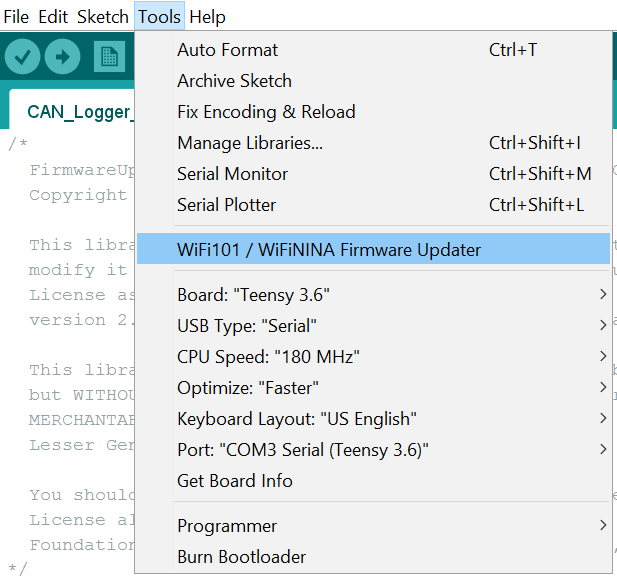 File Edit Sketch Tools Help
Auto Format Ctrl+T
Archive Sketch
Fix Encoding & Reload
Manage Libraries... Ctrl+Shift+I
Serial Monitor Ctrl+Shift+M
Serial Plotter Ctrl+Shift+L
WiFi101 / WiFiNINA Firmware Updater
Board: "Teensy 3.6"
USB Type: "Serial"
CPU Speed: "180 MHz"
Optimize: "Faster"
Keyboard Layout: "US English"
Port: "COM3 Serial (Teensy 3.6)"
Get Board Info
Programmer
Burn Bootloader
CAN_Logger_
/*
FirmwareUp
Copyright
This libra
modify it
License as
version 2.
This libra
but WITHOU
MERCHANTAB
Lesser Gen
You should
License al
Foundation
*/